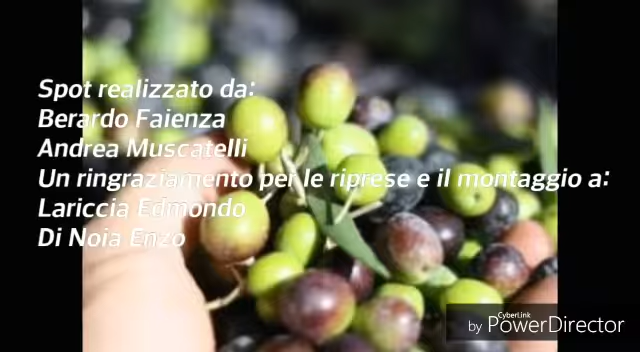 Spot realizzato da:
Berardo Faienza
Andrea Muscatelli
Un ringraziamento per le riprese e il montaggio a:
Lariccia Edmondo
Di Noia Enzo
CyberLink
by PowerDirector